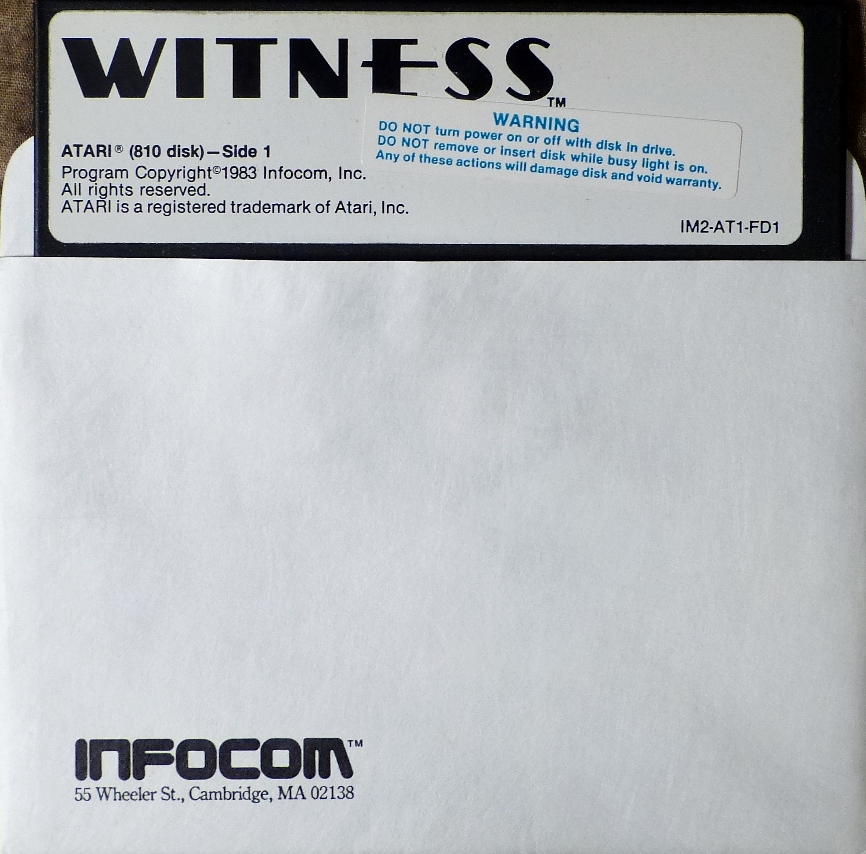 WITNESS™
WARNING
DO NOT turn power on or off with disk in drive.
DO NOT remove or insert disk while busy light is on.
Any of these actions will damage disk and void warranty.
ATARI® (810 disk)—Side 1
Program Copyright©1983 Infocom, Inc.
All rights reserved.
ATARI is a registered trademark of Atari, Inc.
IM2-AT1-FD1
INFOCOM™
55 Wheeler St., Cambridge, MA 02138